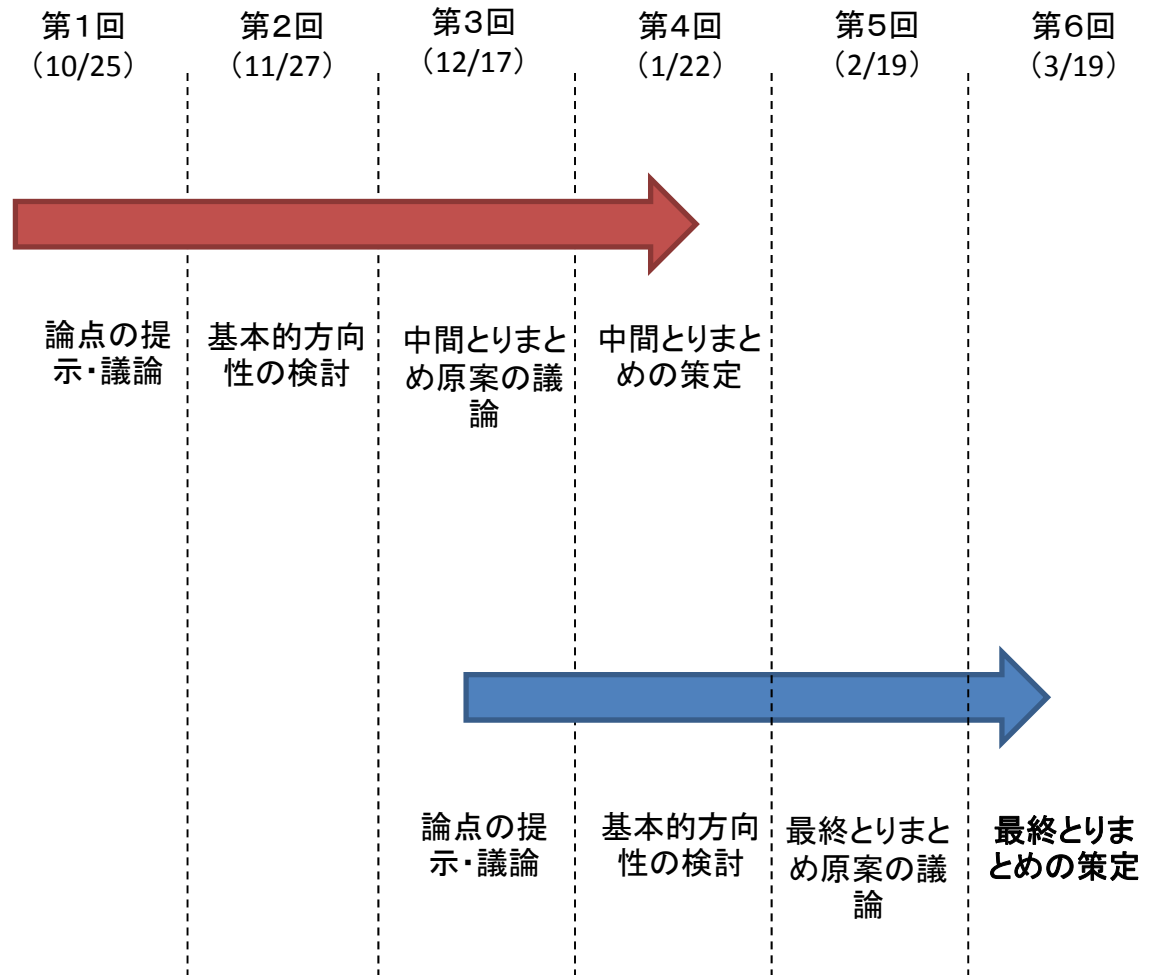 第1回
（10/25）
第2回
（11/27）
第3回
（12/17）
第4回
（1/22）
第5回
（2/19）
第6回
（3/19）
論点の提
示・議論
基本的方向
性の検討
中間とりまと
め原案の議
論
中間とりまと
めの策定
論点の提
示・議論
基本的方向
性の検討
最終とりまと
め原案の議
論
最終とりま
とめの策定